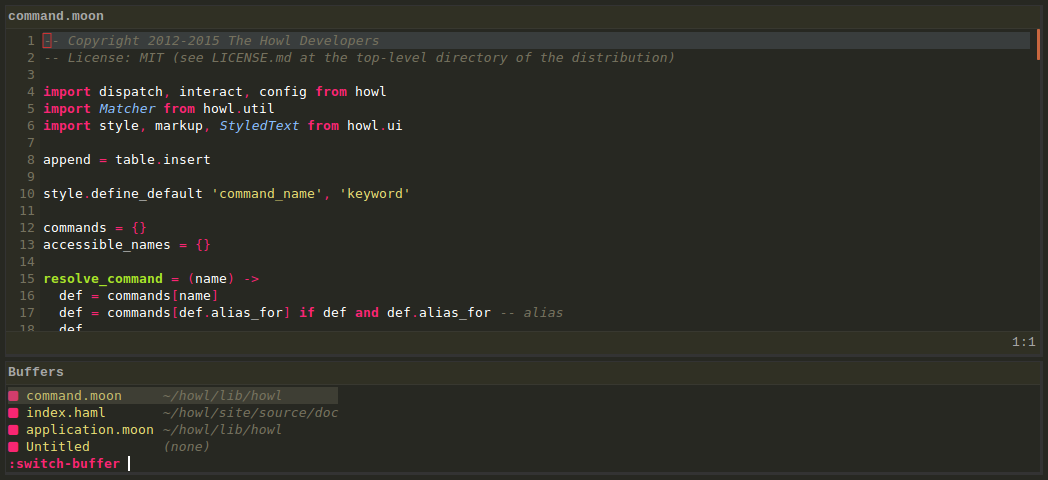 command.moon
1 -- Copyright 2012-2015 The Howl Developers
2 -- License: MIT (see LICENSE.md at the top-level directory of the distribution)
3
4 import dispatch, interact, config from howl
5 import Matcher from howl.util
6 import style, markup, StyledText from howl.ui
7
8 append = table.insert
9
10 style.define_default 'command_name', 'keyword'
11
12 commands = {}
13 accessible_names = {}
14
15 resolve_command = (name) ->
16   def = commands[name]
17   def = commands[def.alias_for] if def and def.alias_for -- alias
18   def
1:1
Buffers
command.moon ~/howl/lib/howl
index.haml ~/howl/site/source/doc
application.moon ~/howl/lib/howl
Untitled (none)
:switch-buffer